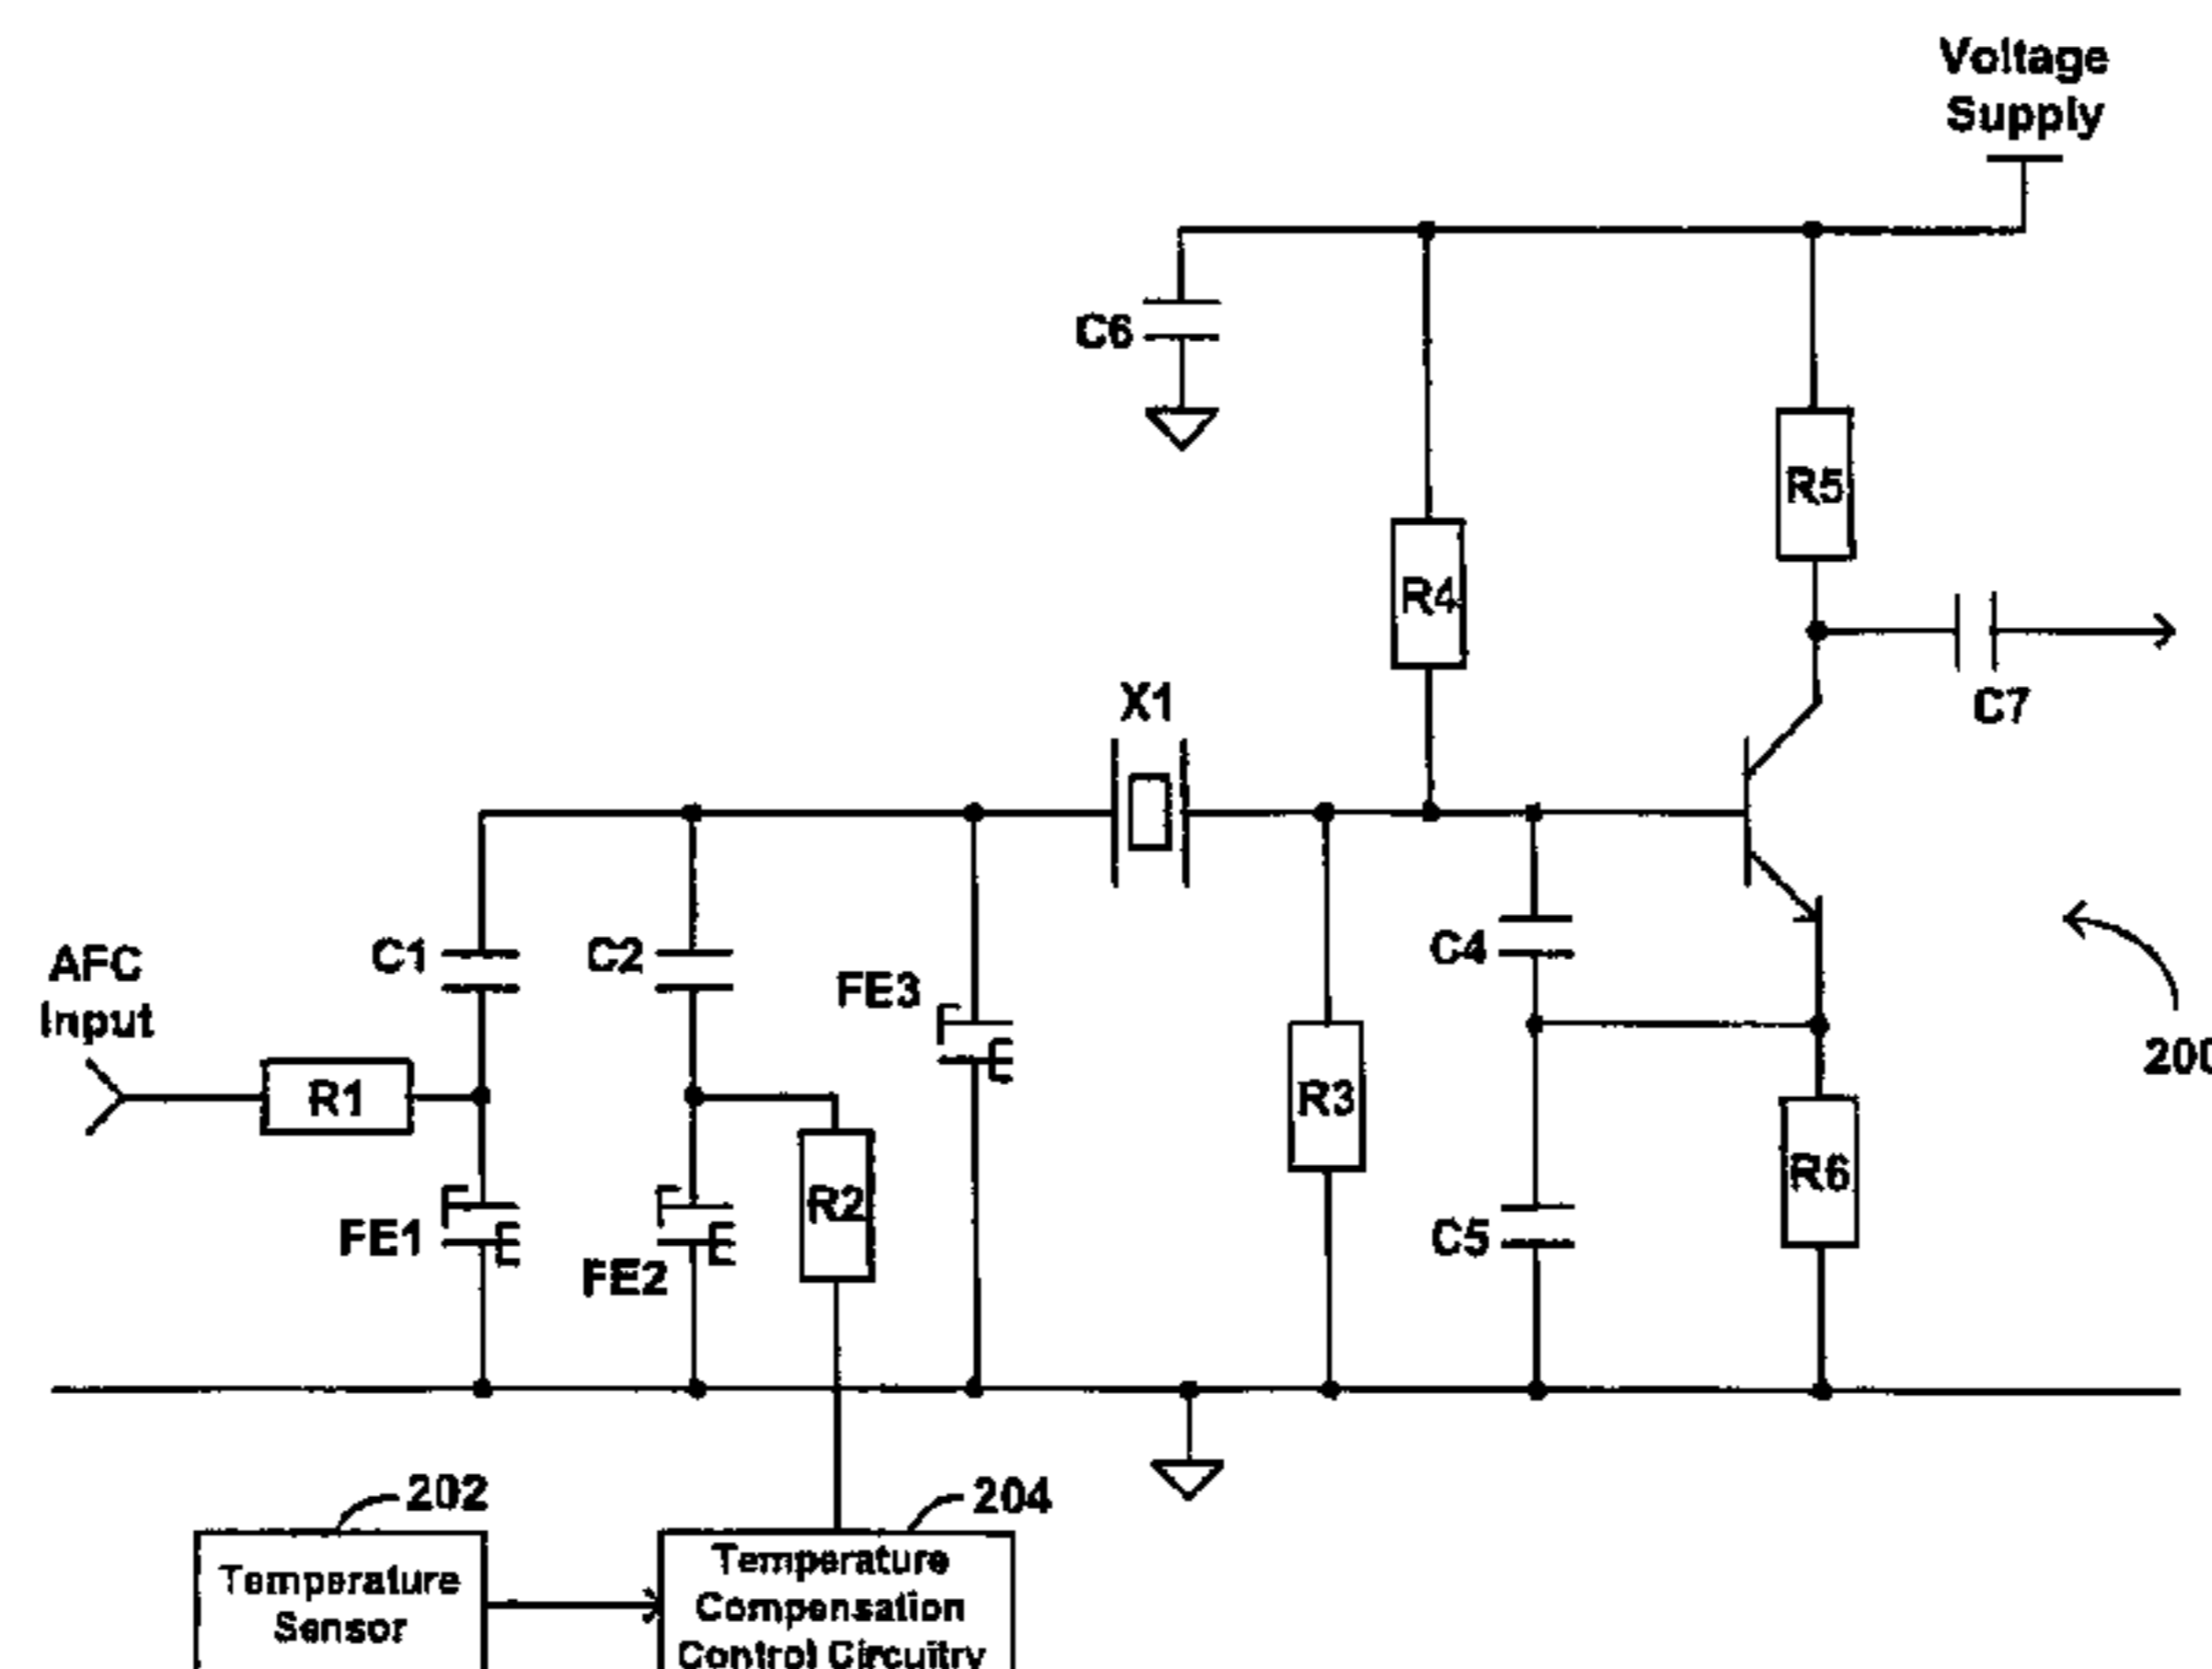 Voltage
Supply
C6
R5
R4
X1
C7
AFC
Input
C1
C2
FE3
C4
R1
R3
200
R2
R6
FE1
FE2
C5
202
204
Temperature
Sensor
Temperature
Compensation
Control Circuitry